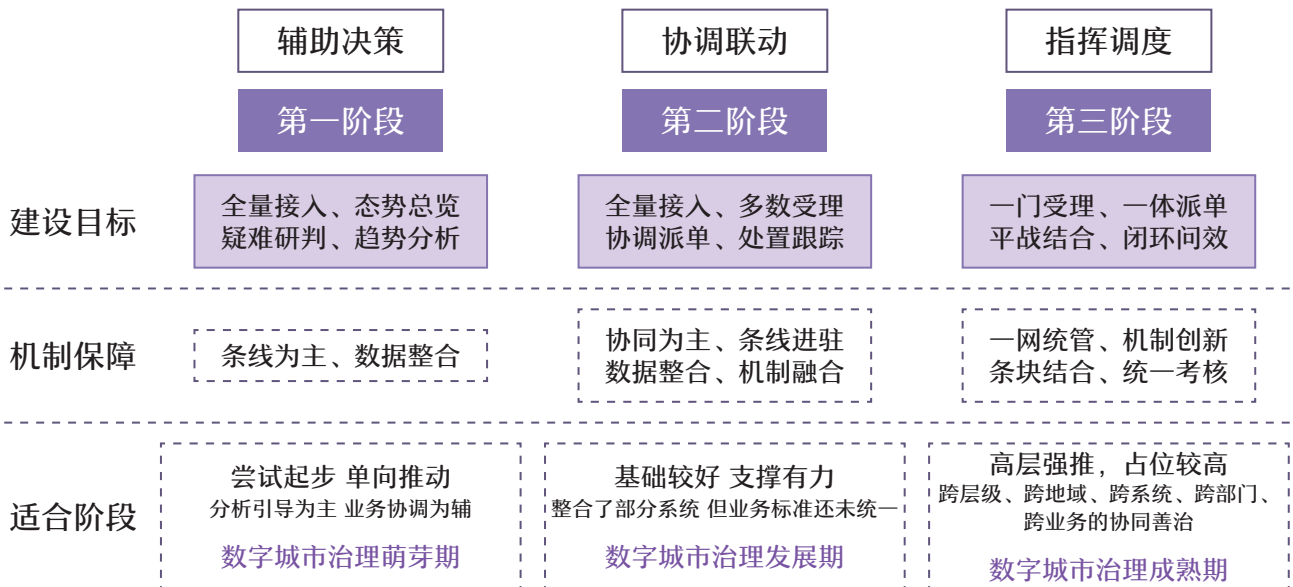 辅助决策
协调联动
指挥调度
第一阶段
第二阶段
第三阶段
建设目标
全量接入、态势总览
疑难研判、趋势分析
全量接入、多数受理
协调派单、处置跟踪
一门受理、一体派单
平战结合、闭环问效
机制保障
条线为主、数据整合
协同为主、条线进驻
数据整合、机制融合
一网统管、机制创新
条块结合、统一考核
适合阶段
尝试起步 单向推动
分析引导为主 业务协调为辅
数字城市治理萌芽期
基础较好 支撑有力
整合了部分系统 但业务标准还未统一
数字城市治理发展期
高层强推，占位较高
跨层级、跨地域、跨系统、跨部门、
跨业务的协同善治
数字城市治理成熟期